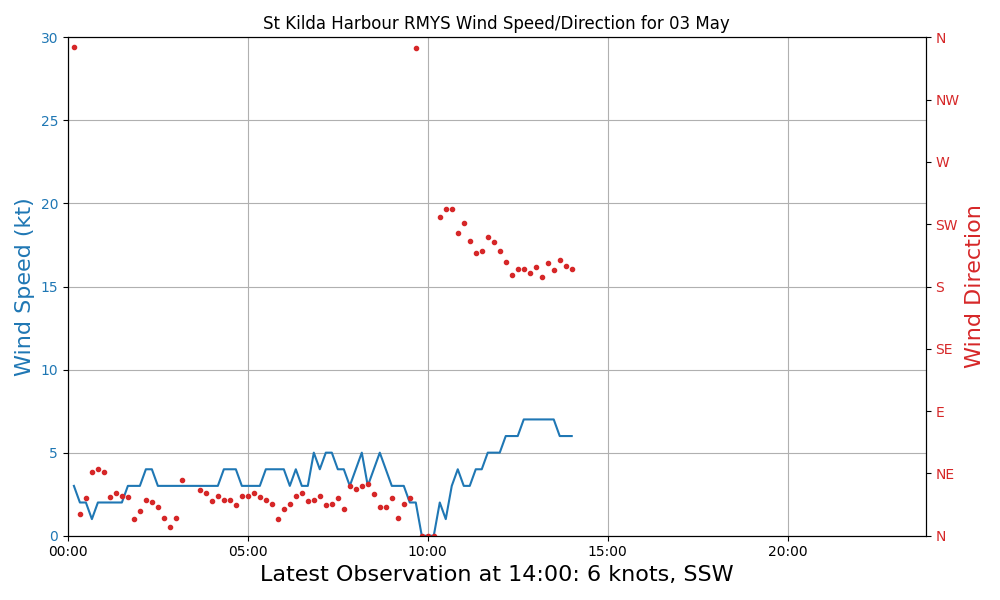 St Kilda Harbour RMYS Wind Speed/Direction for 03 May
30
25
20
15
10
5
0
Wind Speed (kt)
N
NW
W
SW
S
SE
E
NE
N
Wind Direction
00:00 05:00 10:00 15:00 20:00
Latest Observation at 14:00: 6 knots, SSW